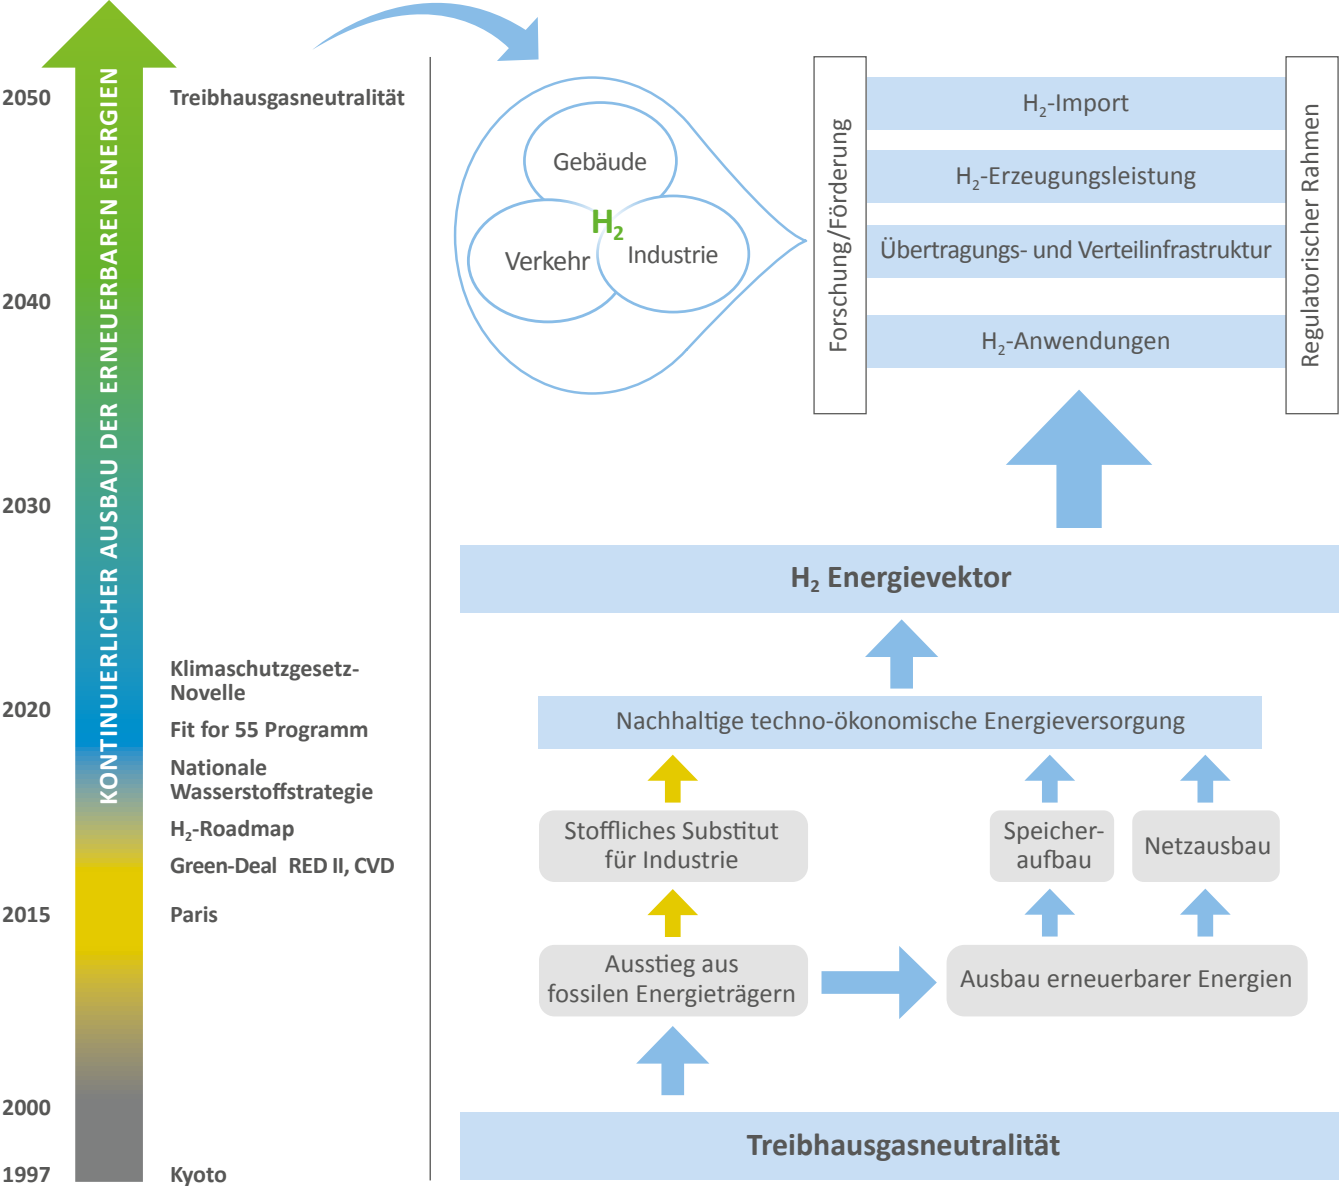 KONTINUIERLICHER AUSBAU DER ERNEUERBAREN ENERGIEN
2050
Treibhausgasneutralität
2040
2030
Klimaschutzgesetz-
Novelle
2020
Fit for 55 Programm
Nationale
Wasserstoffstrategie
H₂-Roadmap
Green-Deal RED II, CVD
2015
Paris
2000
1997
Kyoto
Gebäude
H₂
Verkehr
Industrie
Forschung/Förderung
H₂-Import
H₂-Erzeugungsleistung
Übertragungs- und Verteilinfrastruktur
H₂-Anwendungen
Regulatorischer Rahmen
H₂ Energievektor
Nachhaltige techno-ökonomische Energieversorgung
Stoffliches Substitut
für Industrie
Speicher-
aufbau
Netzausbau
Ausstieg aus
fossilen Energieträgern
Ausbau erneuerbarer Energien
Treibhausgasneutralität